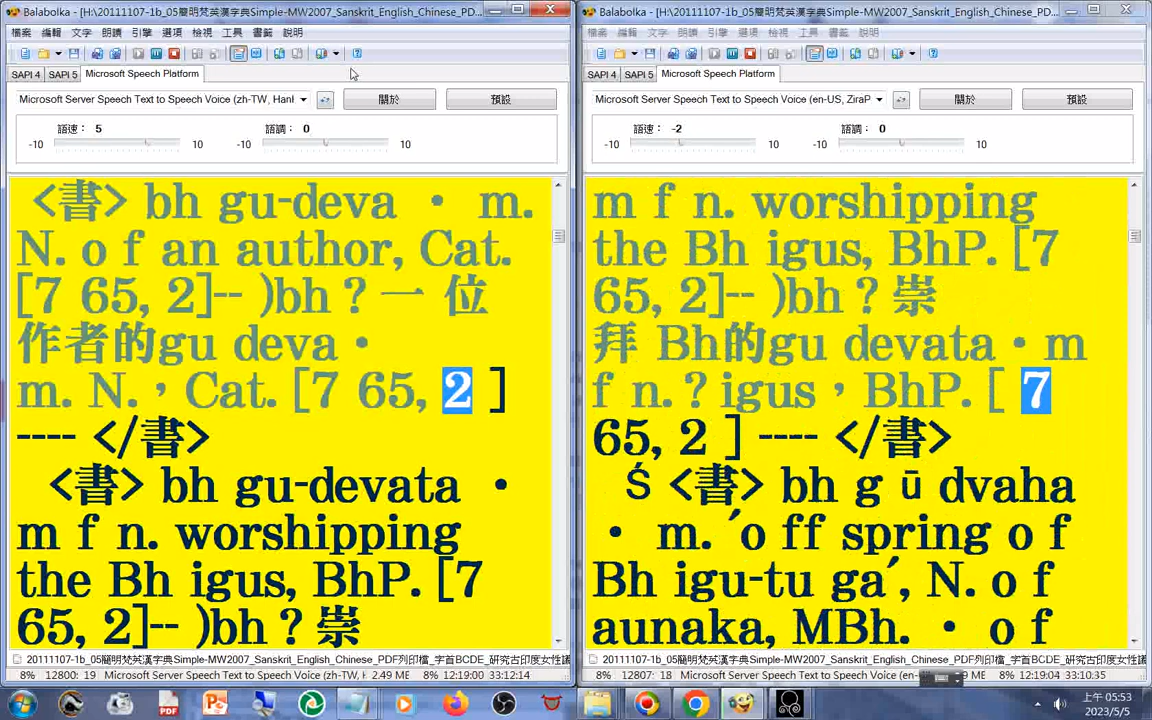 Balabolka - [H:\20111107-1b_05簡明梵英漢字典Simple-MW2007_Sanskrit_English_Chinese_PD...
檔案 編輯 文字 朗讀 引擎 選項 檢視 工具 書籤 說明
SAPI 4 SAPI 5 Microsoft Speech Platform
Microsoft Server Speech Text to Speech Voice (zh-TW, Hanl 關於 預設
語速： 5 語調： 0
-10 10 -10 10
<書> bh gu-deva ‧ m.
N. o f an author, Cat.
[7 65, 2]-- )bh？一 位
作者的gu deva‧
m. N.，Cat. [7 65, 2 ]
---- </書>
<書> bh gu-devata ‧
m f n. worshipping
the Bh igus, BhP. [7
65, 2]-- )bh？崇
20111107-1b_05簡明梵英漢字典Simple-MW2007_Sanskrit_English_Chinese_PDF列印檔_字首BCDE_研究古印度女性議
8% 12800: 19 Microsoft Server Speech Text to Speech Voice (zh-TW, H 2.49 ME 8% 12:19:00 33:12:14
Balabolka - [H:\20111107-1b_05簡明梵英漢字典Simple-MW2007_Sanskrit_English_Chinese_PDF...
檔案 編輯 文字 朗讀 引擎 選項 檢視 工具 書籤 說明
SAPI 4 SAPI 5 Microsoft Speech Platform
Microsoft Server Speech Text to Speech Voice (en-US, ZiraP 關於 預設
語速： -2 語調： 0
-10 10 -10 10
m f n. worshipping
the Bh igus, BhP. [7
65, 2]-- )bh？崇
拜 Bh的gu devata‧m
f n.？igus，BhP. [ 7
65, 2 ] ---- </書>
Ś <書> bh g ū dvaha
‧ m. ˊo ff spring o f
Bh igu-tu gaˊ, N. o f
aunaka, MBh. ‧ o f
20111107-1b_05簡明梵英漢字典Simple-MW2007_Sanskrit_English_Chinese_PDF列印檔_字首BCDE_研究古印度女性議
8% 12807: 18 Microsoft Server Speech Text to Speech Voice (en-US 9 ME 8% 12:19:04 33:10:35
上午 05:53
2023/5/5